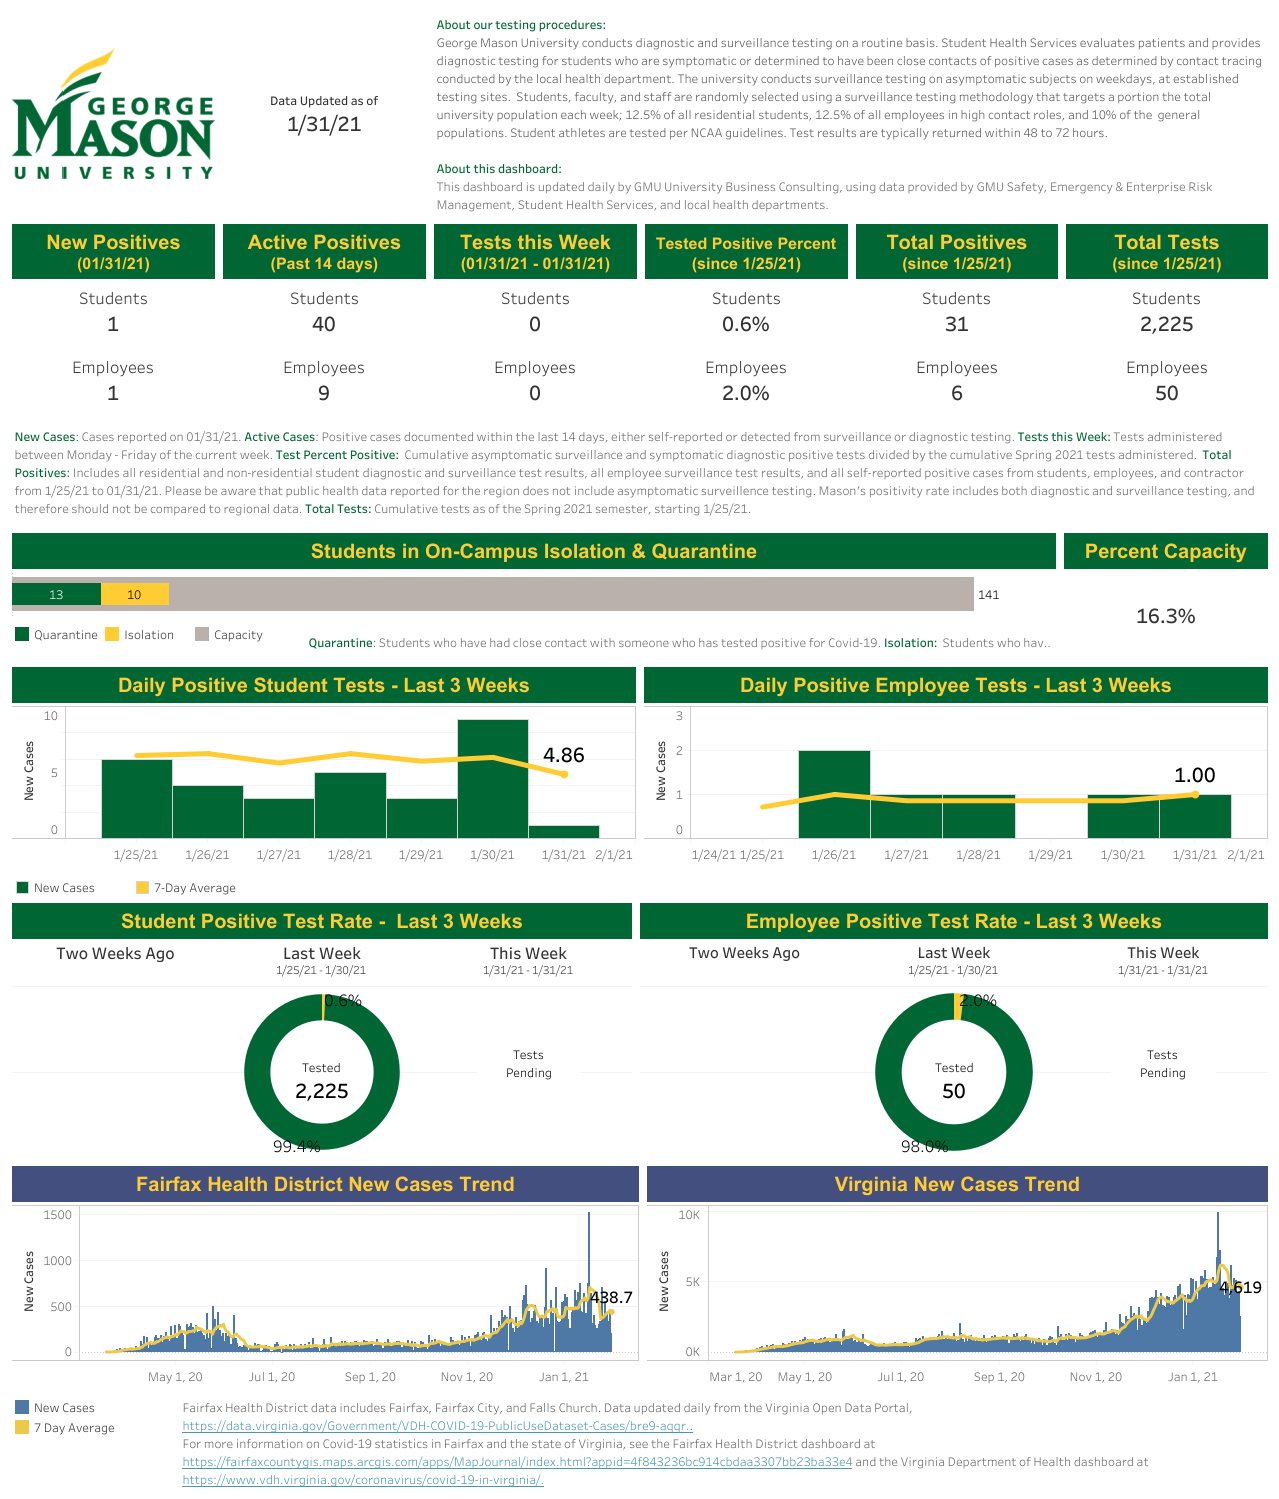 About our testing procedures:
George Mason University conducts diagnostic and surveillance testing on a routine basis. Student Health Services evaluates patients and provides
diagnostic testing for students who are symptomatic or determined to have been close contacts of positive cases as determined by contact tracing
conducted by the local health department. The university conducts surveillance testing on asymptomatic subjects on weekdays, at established
testing sites. Students, faculty, and staff are randomly selected using a surveillance testing methodology that targets a portion the total
university population each week; 12.5% of all residential students, 12.5% of all employees in high contact roles, and 10% of the general
populations. Student athletes are tested per NCAA guidelines. Test results are typically returned within 48 to 72 hours.
About this dashboard:
This dashboard is updated daily by GMU University Business Consulting, using data provided by GMU Safety, Emergency & Enterprise Risk
Management, Student Health Services, and local health departments.
GEORGE
MASON
UNIVERSITY
Data Updated as of
1/31/21
New Positives
(01/31/21)
Students
1
Employees
1
Active Positives
(Past 14 days)
Students
40
Employees
9
Tests this Week
(01/31/21 - 01/31/21)
Students
0
Employees
0
Tested Positive Percent
(since 1/25/21)
Students
0.6%
Employees
2.0%
Total Positives
(since 1/25/21)
Students
31
Employees
6
Total Tests
(since 1/25/21)
Students
2,225
Employees
50
New Cases: Cases reported on 01/31/21. Active Cases: Positive cases documented within the last 14 days, either self-reported or detected from surveillance or diagnostic testing. Tests this Week: Tests administered
between Monday - Friday of the current week. Test Percent Positive: Cumulative asymptomatic surveillance and symptomatic diagnostic positive tests divided by the cumulative Spring 2021 tests administered. Total
Positives: Includes all residential and non-residential student diagnostic and surveillance test results, all employee surveillance test results, and all self-reported positive cases from students, employees, and contractor
from 1/25/21 to 01/31/21. Please be aware that public health data reported for the region does not include asymptomatic surveillence testing. Mason's positivity rate includes both diagnostic and surveillance testing, and
therefore should not be compared to regional data. Total Tests: Cumulative tests as of the Spring 2021 semester, starting 1/25/21.
Students in On-Campus Isolation & Quarantine
13 10 141
Quarantine Isolation Capacity
Quarantine: Students who have had close contact with someone who has tested positive for Covid-19. Isolation: Students who hav..
Percent Capacity
16.3%
Daily Positive Student Tests - Last 3 Weeks
New Cases
10
5
0
4.86
1/25/21 1/26/21 1/27/21 1/28/21 1/29/21 1/30/21 1/31/21 2/1/21
Daily Positive Employee Tests - Last 3 Weeks
New Cases
3
2
1
0
1.00
1/24/21 1/25/21 1/26/21 1/27/21 1/28/21 1/29/21 1/30/21 1/31/21 2/1/21
New Cases 7-Day Average
Student Positive Test Rate - Last 3 Weeks
Two Weeks Ago
Last Week
1/25/21 - 1/30/21
This Week
1/31/21 - 1/31/21
0.6%
Tested
2,225
99.4%
Tests
Pending
Employee Positive Test Rate - Last 3 Weeks
Two Weeks Ago
Last Week
1/25/21 - 1/30/21
This Week
1/31/21 - 1/31/21
2.0%
Tested
50
98.0%
Tests
Pending
Fairfax Health District New Cases Trend
New Cases
1500
1000
500
0
438.7
May 1, 20 Jul 1, 20 Sep 1, 20 Nov 1, 20 Jan 1, 21
Virginia New Cases Trend
New Cases
10K
5K
0K
4,619
Mar 1, 20 May 1, 20 Jul 1, 20 Sep 1, 20 Nov 1, 20 Jan 1, 21
New Cases
7 Day Average
Fairfax Health District data includes Fairfax, Fairfax City, and Falls Church. Data updated daily from the Virginia Open Data Portal,
https://data.virginia.gov/Government/VDH-COVID-19-PublicUseDataset-Cases/bre9-aqqr..
For more information on Covid-19 statistics in Fairfax and the state of Virginia, see the Fairfax Health District dashboard at
https://fairfaxcountygis.maps.arcgis.com/apps/MapJournal/index.html?appid=4f843236bc914cbdaa3307bb23ba33e4 and the Virginia Department of Health dashboard at
https://www.vdh.virginia.gov/coronavirus/covid-19-in-virginia/.